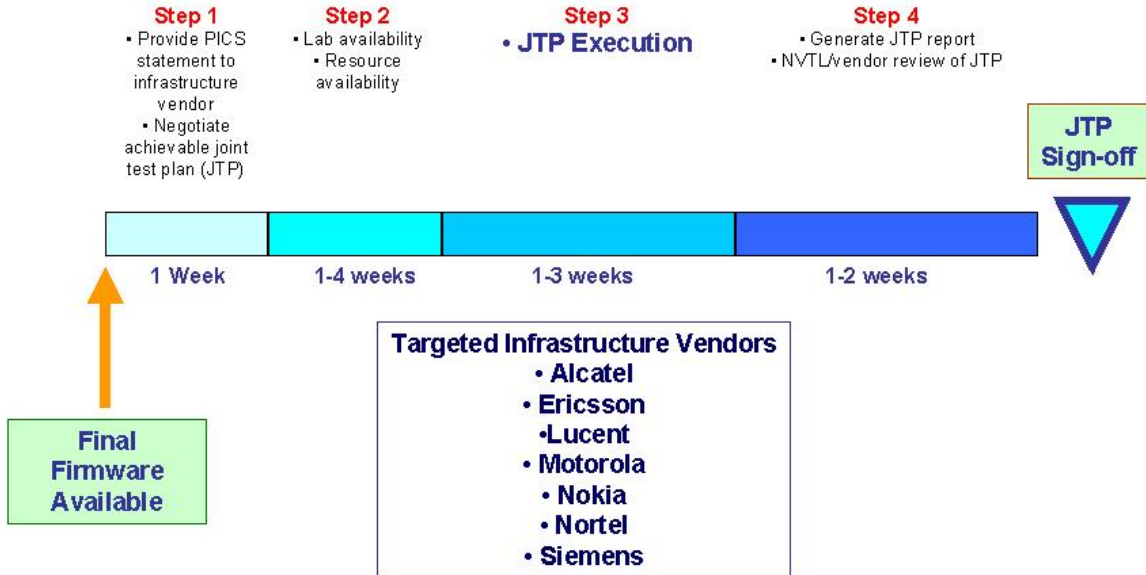 Step 1
▪ Provide PICS
statement to
infrastructure
vendor
▪ Negotiate
achievable joint
test plan (JTP)
Step 2
▪ Lab availability
▪ Resource
availability
Step 3
• JTP Execution
Step 4
▪ Generate JTP report
▪ NVTL/vendor review of JTP
JTP
Sign-off
1 Week
1-4 weeks
1-3 weeks
1-2 weeks
Final
Firmware
Available
Targeted Infrastructure Vendors
• Alcatel
• Ericsson
•Lucent
• Motorola
• Nokia
• Nortel
• Siemens